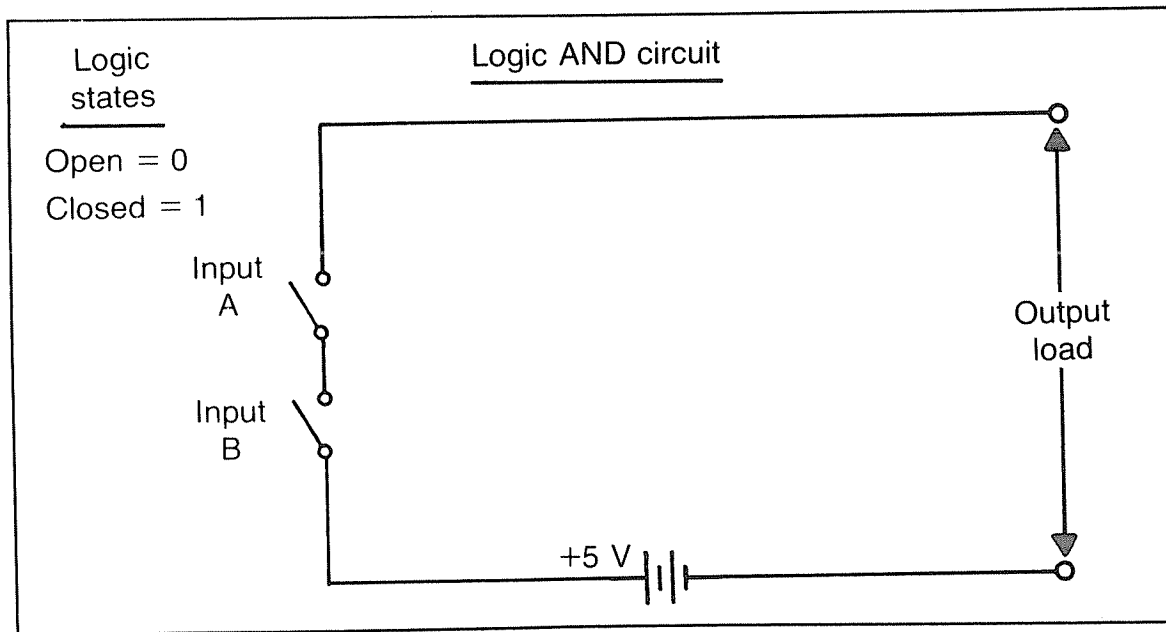 Logic AND circuit
Logic
states
Open = 0
Closed = 1
Input
A
Input
B
+5 V
Output
load